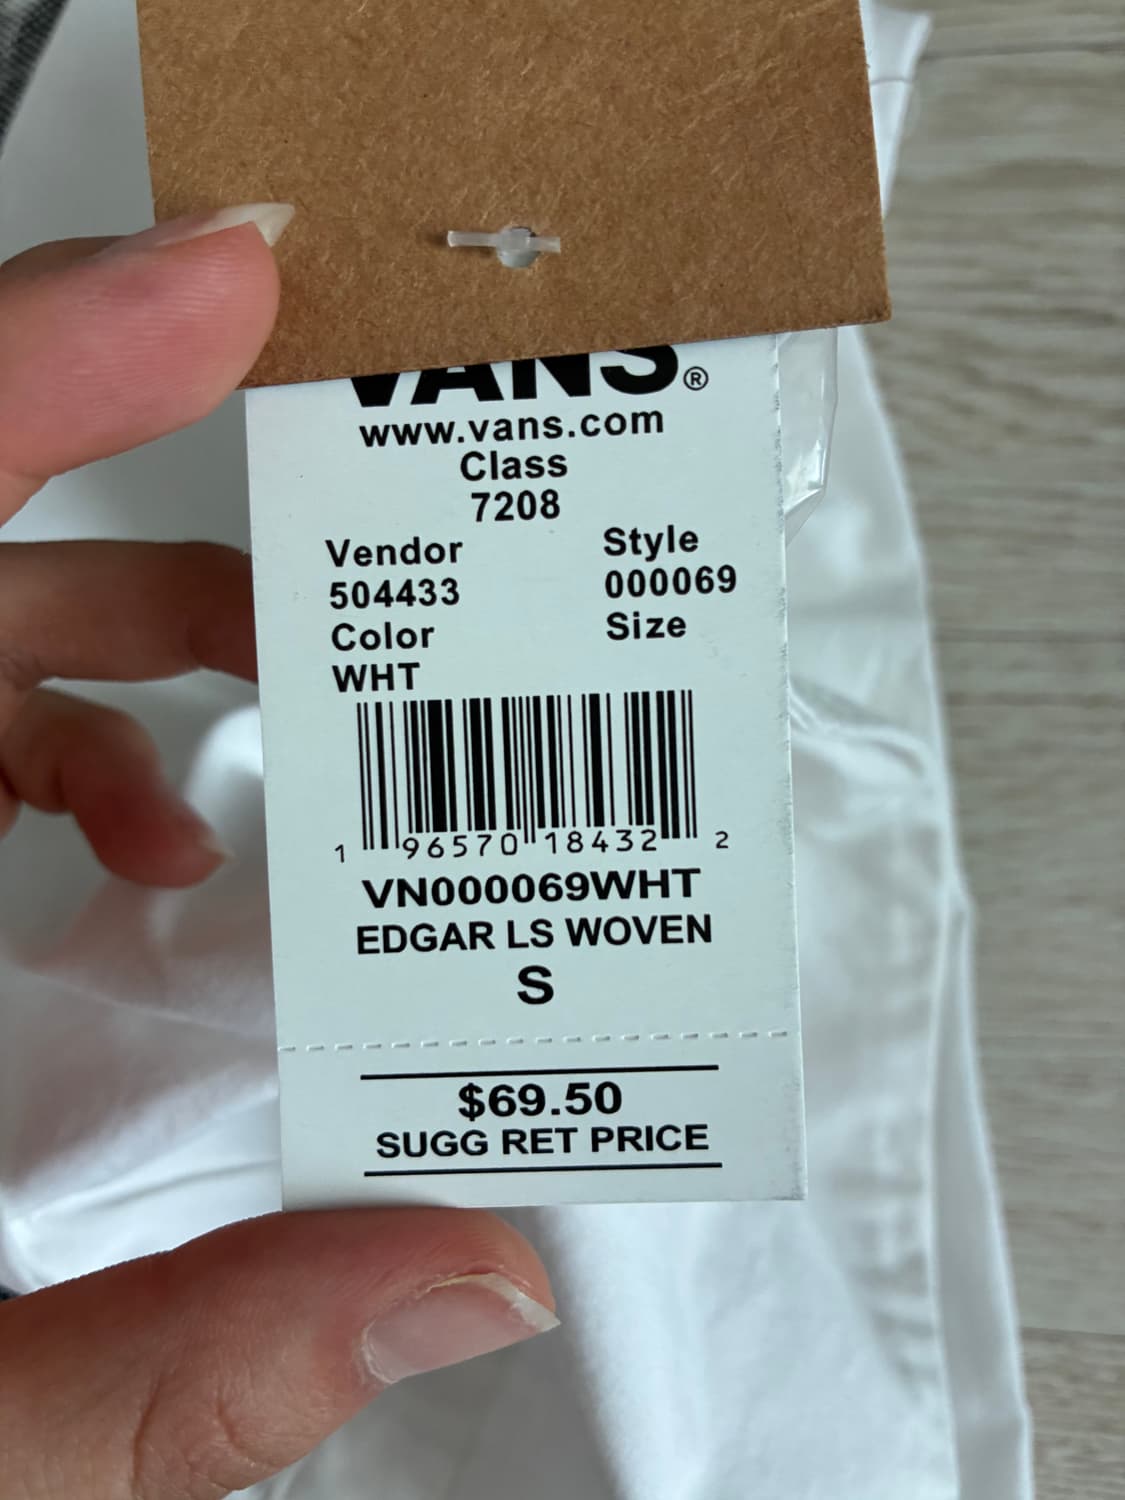 VANS®
www.vans.com
Class
7208
Vendor Style
504433 000069
Color Size
WHT
1 96570 18432 2
VN000069WHT
EDGAR LS WOVEN
S
$69.50
SUGG RET PRICE